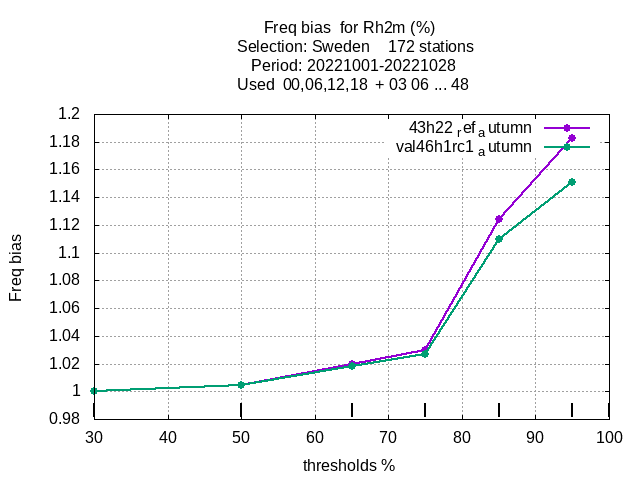 Freq bias  for Rh2m (%)
Selection: Sweden    172 stations
Period: 20221001-20221028
Used  00,06,12,18  + 03 06 ... 48
43h22 ref autumn
val46h1rc1 autumn
1.2
1.18
1.16
1.14
1.12
1.1
1.08
1.06
1.04
1.02
1
0.98
Freq bias
30 40 50 60 70 80 90 100
thresholds %